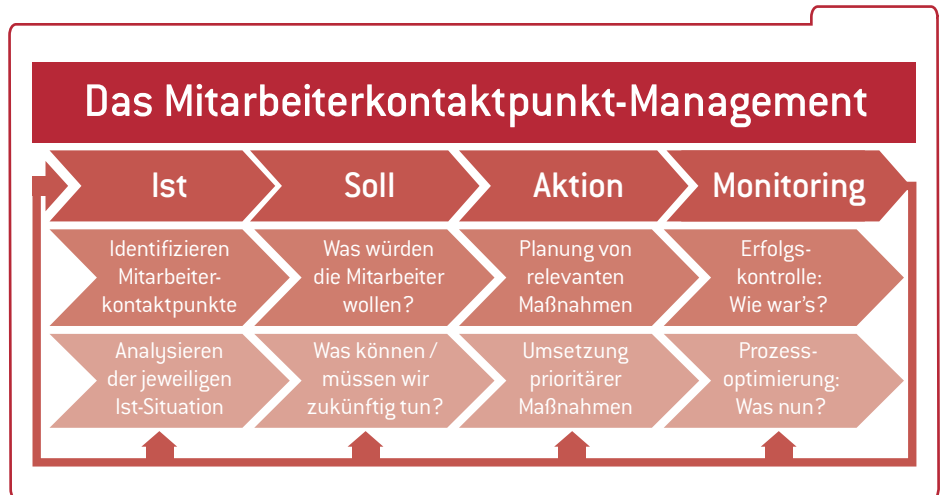 Das Mitarbeiterkontaktpunkt-Management
Ist
Soll
Aktion
Monitoring
Identifizieren
Mitarbeiter-
kontaktpunkte
Was würden
die Mitarbeiter
wollen?
Planung von
relevanten
Maßnahmen
Erfolgs-
kontrolle:
Wie war's?
Analysieren
der jeweiligen
Ist-Situation
Was können /
müssen wir
zukünftig tun?
Umsetzung
prioritärer
Maßnahmen
Prozess-
optimierung:
Was nun?